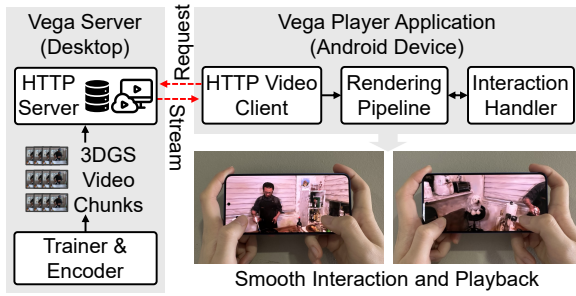 Vega Server
(Desktop)
HTTP
Server
3DGS
Video
Chunks
Trainer &
Encoder
Request
Stream
Vega Player Application
(Android Device)
HTTP Video
Client
Rendering
Pipeline
Interaction
Handler
Smooth Interaction and Playback